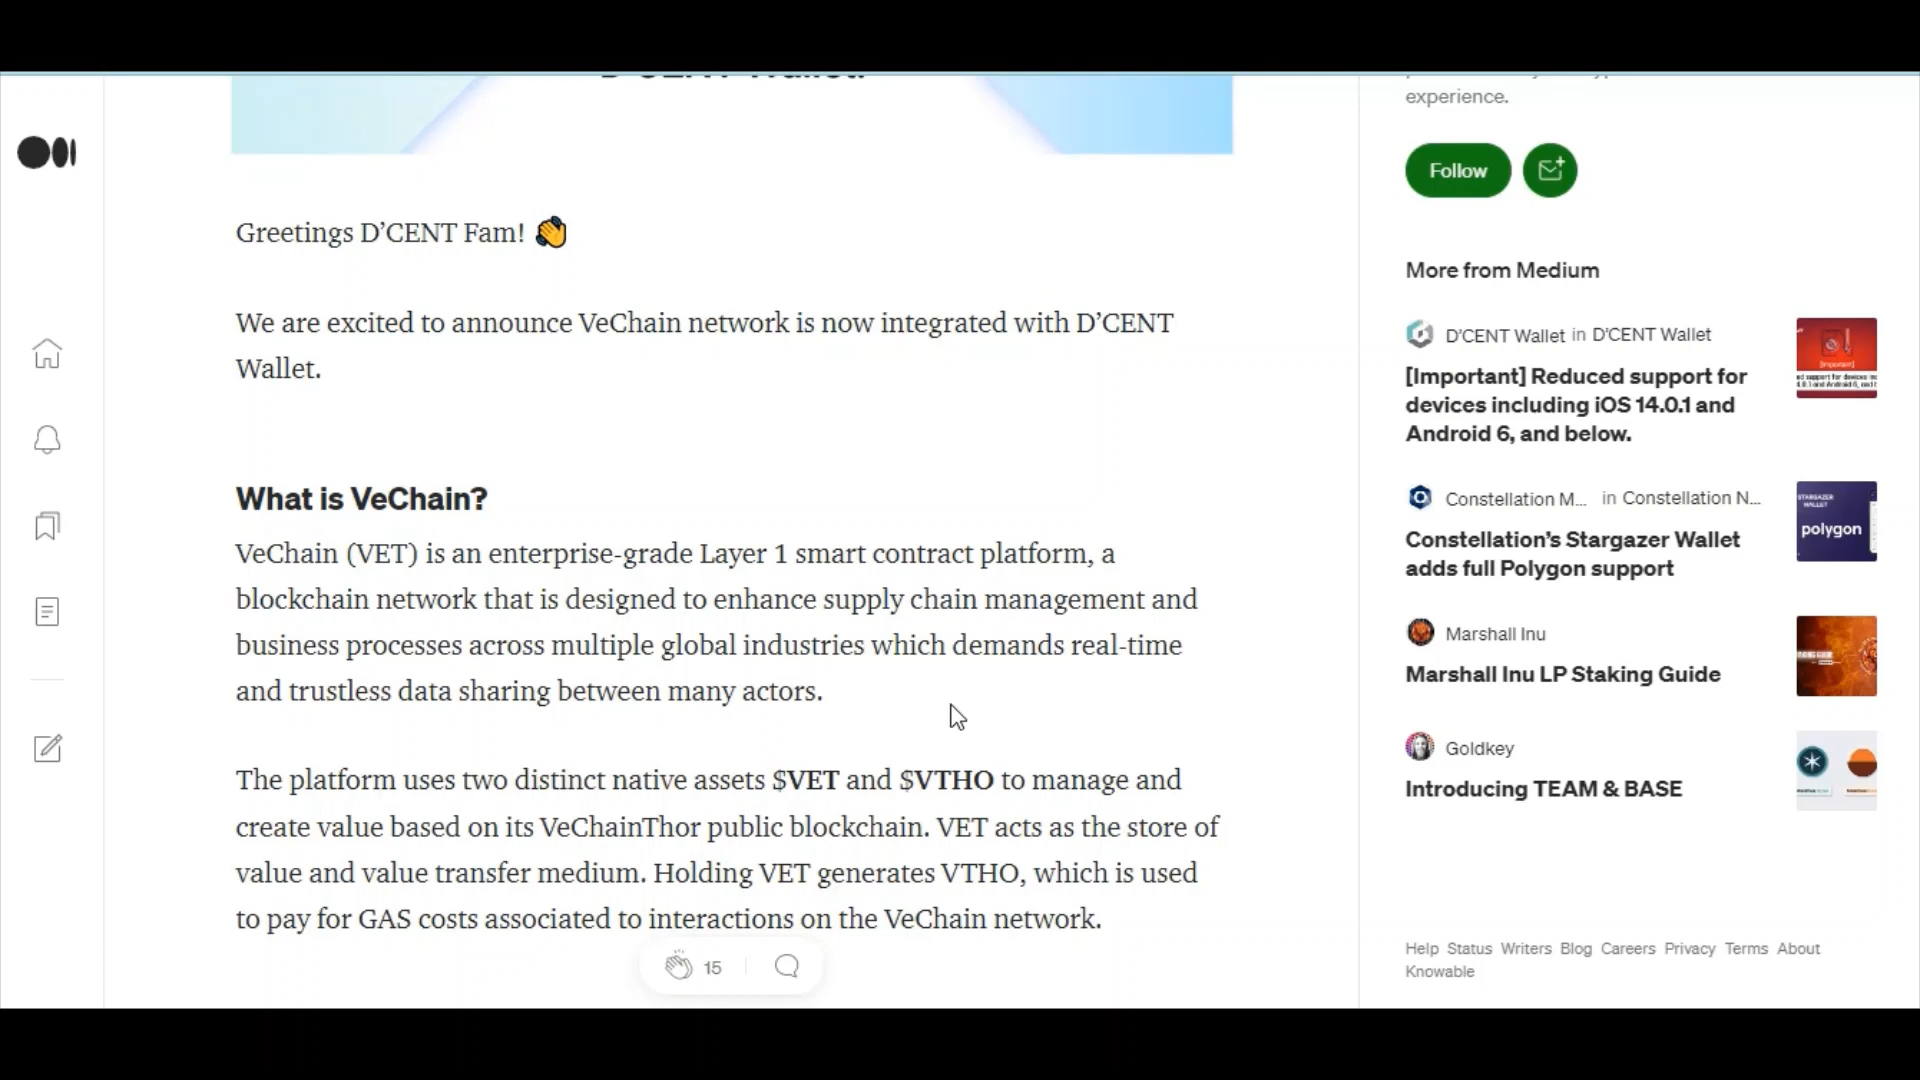 D'CENT Wallet.
Greetings D’CENT Fam!
We are excited to announce VeChain network is now integrated with D’CENT
Wallet.
What is VeChain?
VeChain (VET) is an enterprise-grade Layer 1 smart contract platform, a
blockchain network that is designed to enhance supply chain management and
business processes across multiple global industries which demands real-time
and trustless data sharing between many actors.
The platform uses two distinct native assets $VET and $VTHO to manage and
create value based on its VeChainThor public blockchain. VET acts as the store of
value and value transfer medium. Holding VET generates VTHO, which is used
to pay for GAS costs associated to interactions on the VeChain network.
15
experience.
Follow
More from Medium
D'CENT Wallet in D'CENT Wallet
[Important] Reduced support for
devices including iOS 14.0.1 and
Android 6, and below.
[Important]
Constellation M... in Constellation N...
Constellation’s Stargazer Wallet
adds full Polygon support
STARGAZER
WALLET
polygon
Marshall Inu
Marshall Inu LP Staking Guide
Goldkey
Introducing TEAM & BASE
Help Status Writers Blog Careers Privacy Terms About
Knowable